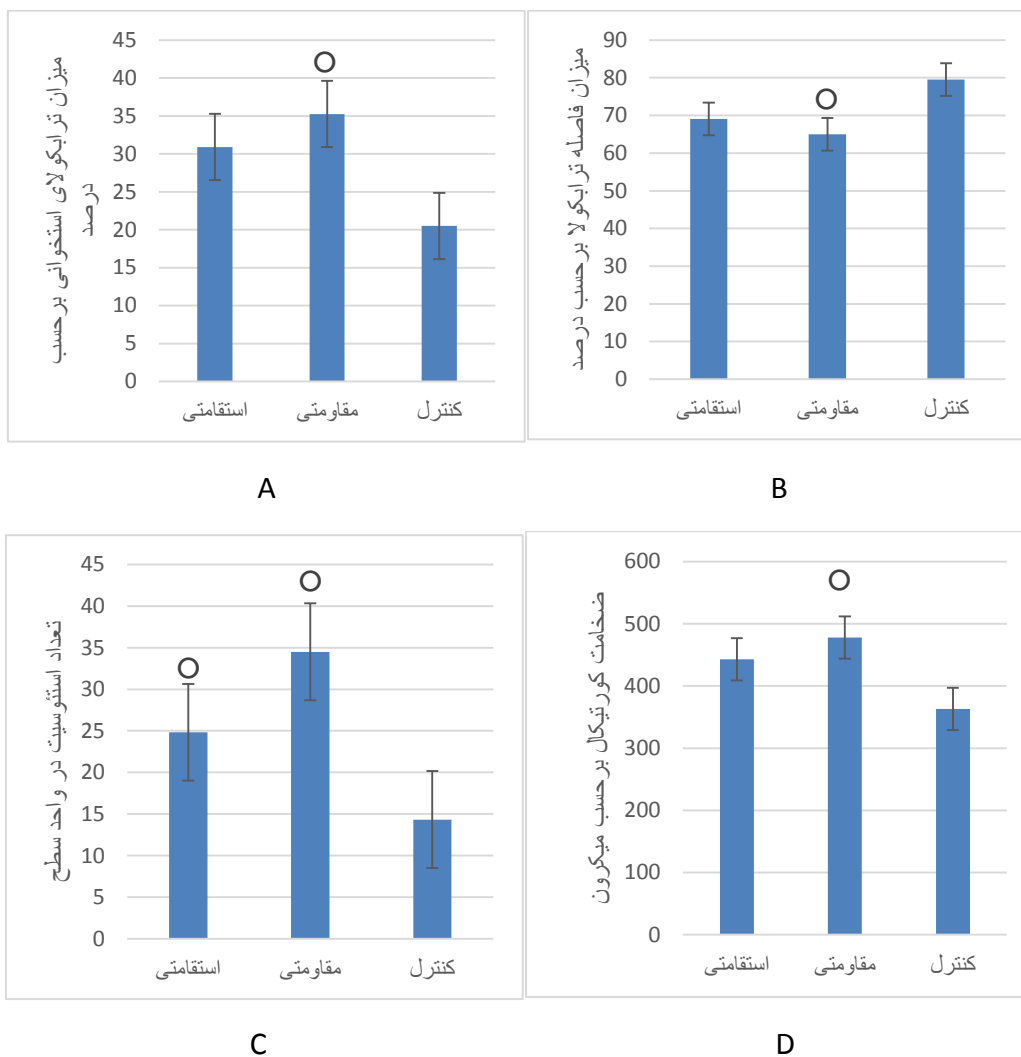 میزان ترابکولای استخوانی برحسب
درصد
45
40
35
30
25
20
15
10
5
0
استقامتی
مقاومتی
کنترل
A
میزان فاصله ترابکولا برحسب درصد
90
80
70
60
50
40
30
20
10
0
استقامتی
مقاومتی
کنترل
B
تعداد استئوسیت در واحد سطح
45
40
35
30
25
20
15
10
5
0
استقامتی
مقاومتی
کنترل
C
ضخامت کورتیکال برحسب میکرون
600
500
400
300
200
100
0
استقامتی
مقاومتی
کنترل
D